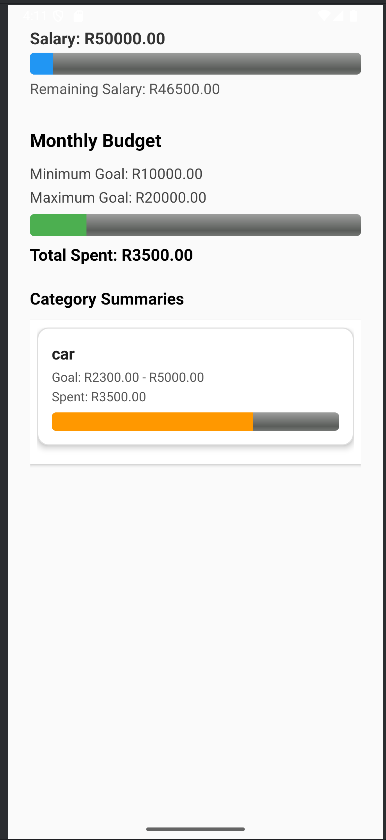 Salary: R50000.00
Remaining Salary: R46500.00
Monthly Budget
Minimum Goal: R10000.00
Maximum Goal: R20000.00
Total Spent: R3500.00
Category Summaries
car
Goal: R2300.00 - R5000.00
Spent: R3500.00